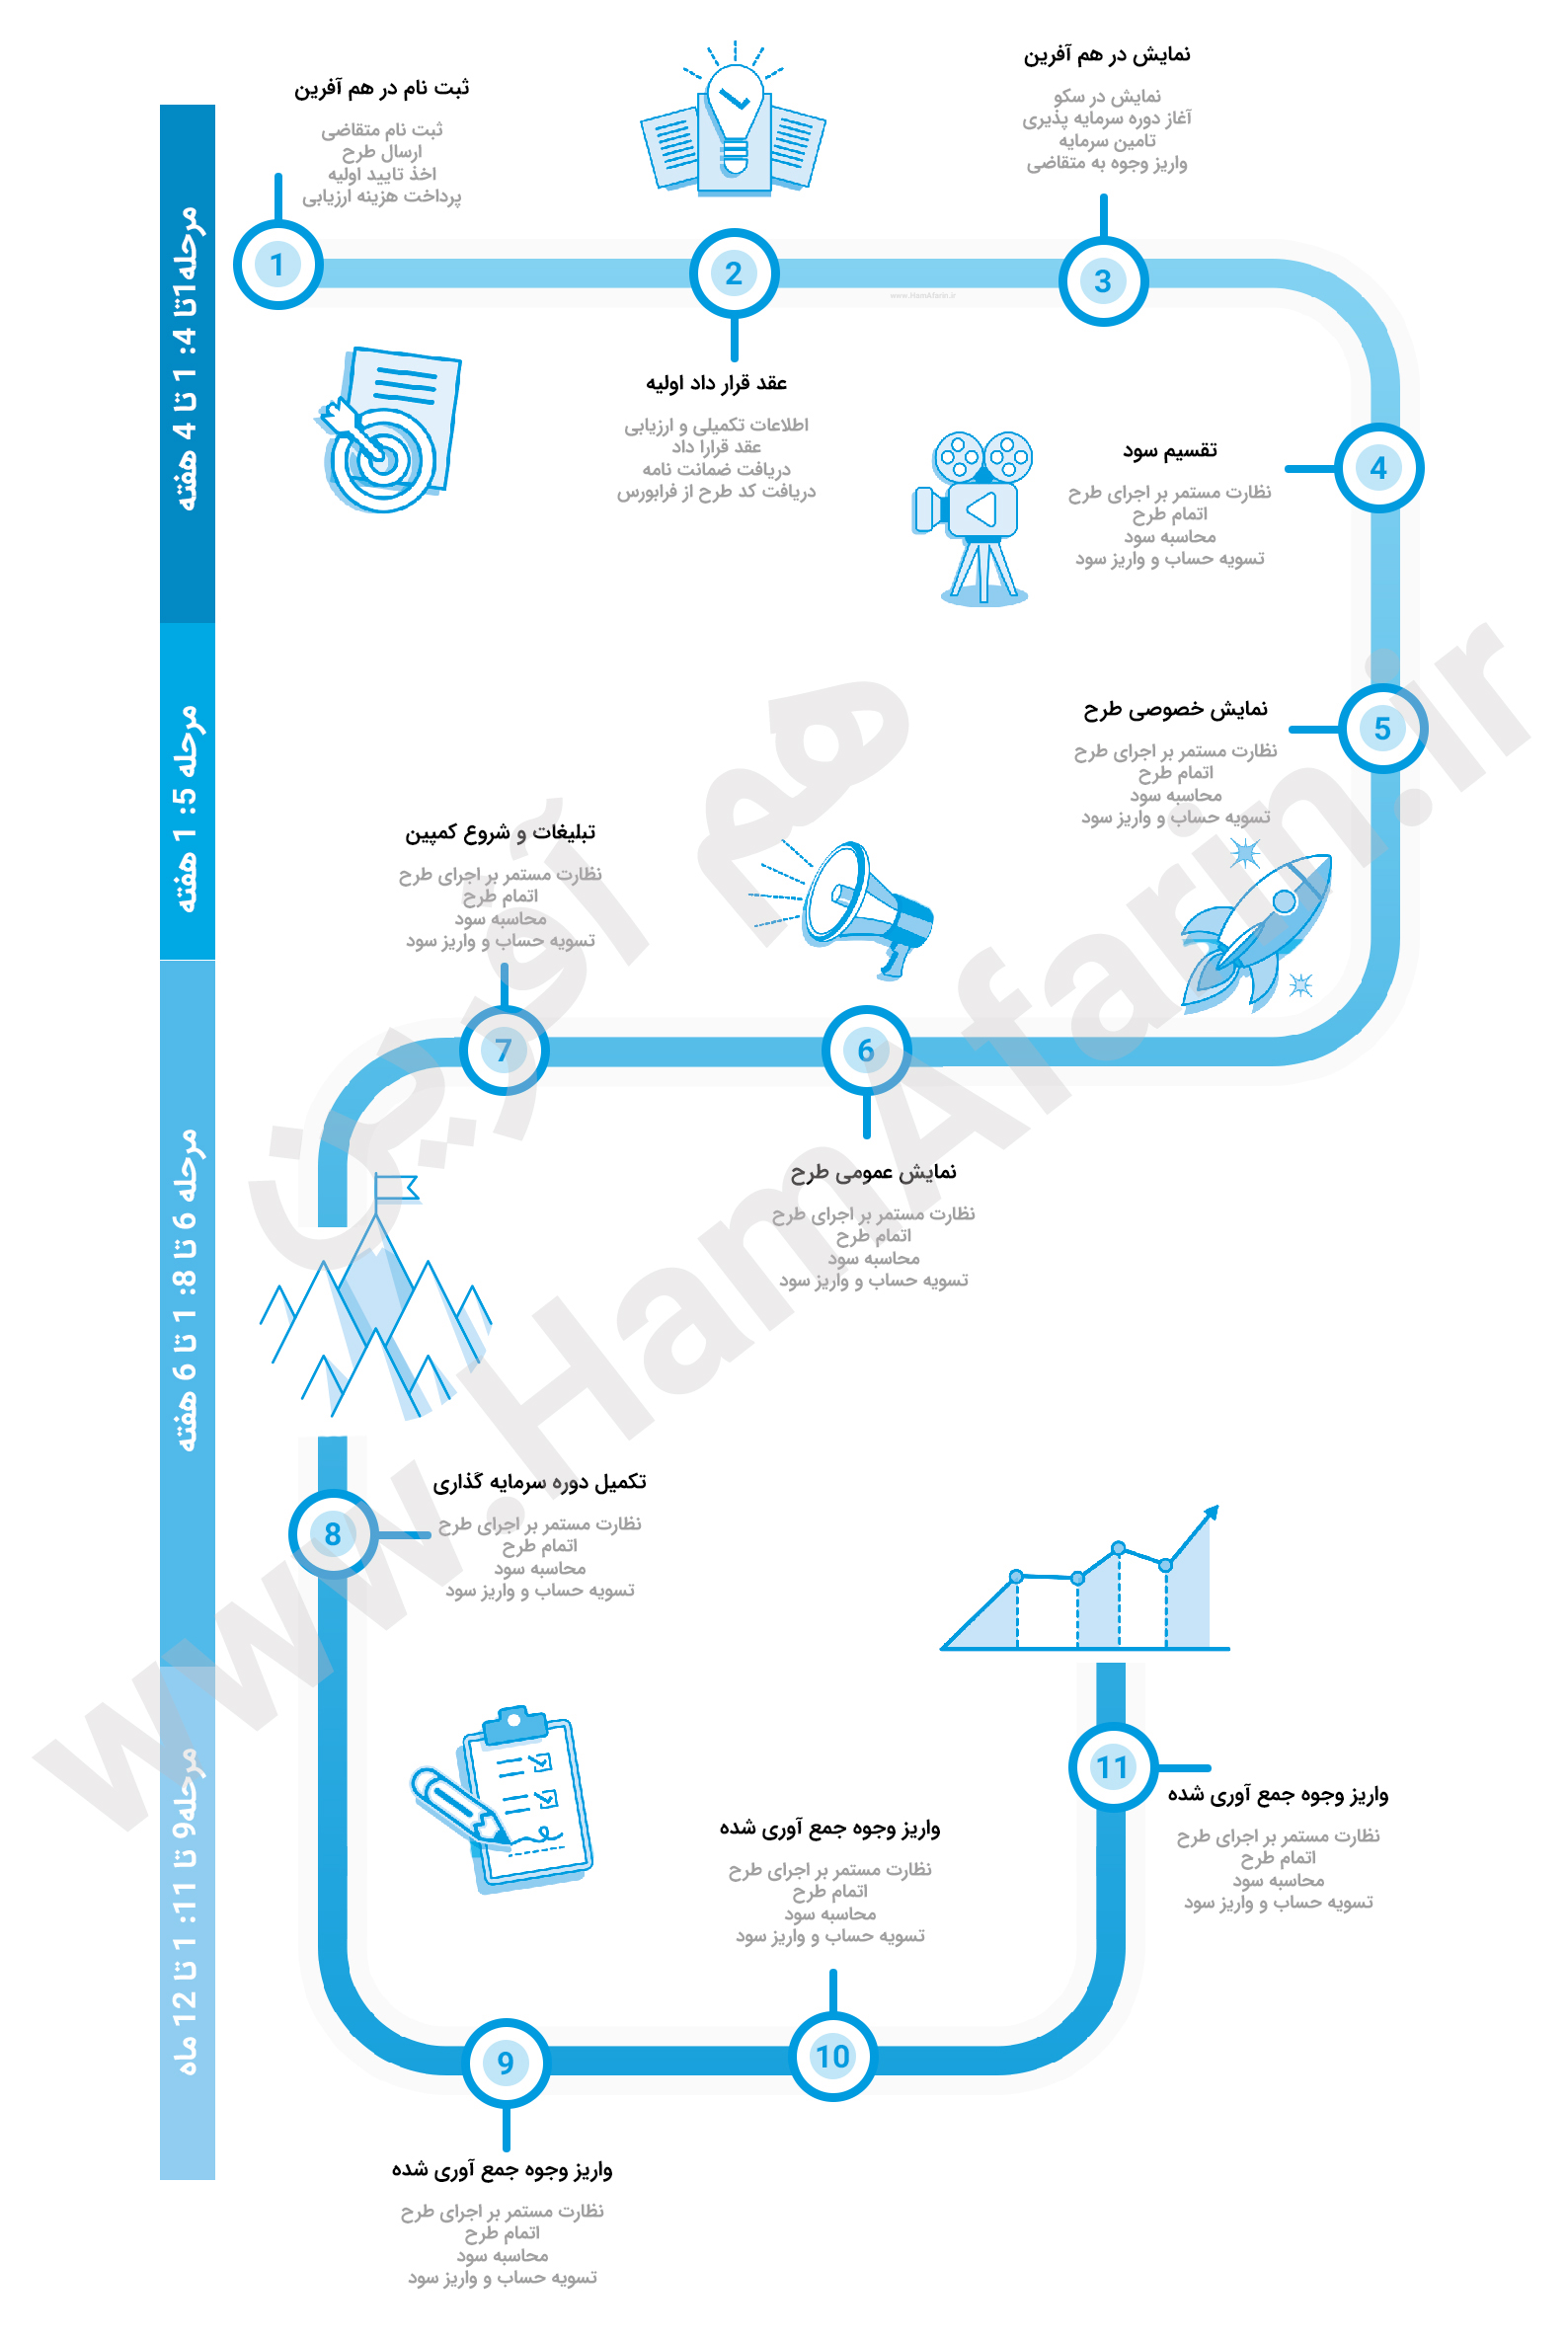 ثبت نام در هم آفرین
ثبت نام متقاضی
ارسال طرح
اخذ تایید اولیه
پرداخت هزینه ارزیابی
1
2
عقد قرار داد اولیه
اطلاعات تکمیلی و ارزیابی
عقد قرارا داد
دریافت ضمانت نامه
دریافت کد طرح از فرابورس
نمایش در هم آفرین
نمایش در سکو
آغاز دوره سرمایه پذیری
تامین سرمایه
واریز وجوه به متقاضی
3
www.HamAfarin.ir
4
تقسیم سود
نظارت مستمر بر اجرای طرح
اتمام طرح
محاسبه سود
تسویه حساب و واریز سود
5
نمایش خصوصی طرح
نظارت مستمر بر اجرای طرح
اتمام طرح
محاسبه سود
تسویه حساب و واریز سود
6
نمایش عمومی طرح
نظارت مستمر بر اجرای طرح
اتمام طرح
محاسبه سود
تسویه حساب و واریز سود
تبلیغات و شروع کمپین
نظارت مستمر بر اجرای طرح
اتمام طرح
محاسبه سود
تسویه حساب و واریز سود
7
8
تکمیل دوره سرمایه گذاری
نظارت مستمر بر اجرای طرح
اتمام طرح
محاسبه سود
تسویه حساب و واریز سود
9
واریز وجوه جمع آوری شده
نظارت مستمر بر اجرای طرح
اتمام طرح
محاسبه سود
تسویه حساب و واریز سود
واریز وجوه جمع آوری شده
نظارت مستمر بر اجرای طرح
اتمام طرح
محاسبه سود
تسویه حساب و واریز سود
10
11
واریز وجوه جمع آوری شده
نظارت مستمر بر اجرای طرح
اتمام طرح
محاسبه سود
تسویه حساب و واریز سود
مرحله1تا 4: 1 تا 4 هفته
مرحله 5: 1 هفته
مرحله 6 تا 8: 1 تا 6 هفته
مرحله9 تا 11: 1 تا 12 ماه
هم آفرین
www.HamAfarin.ir